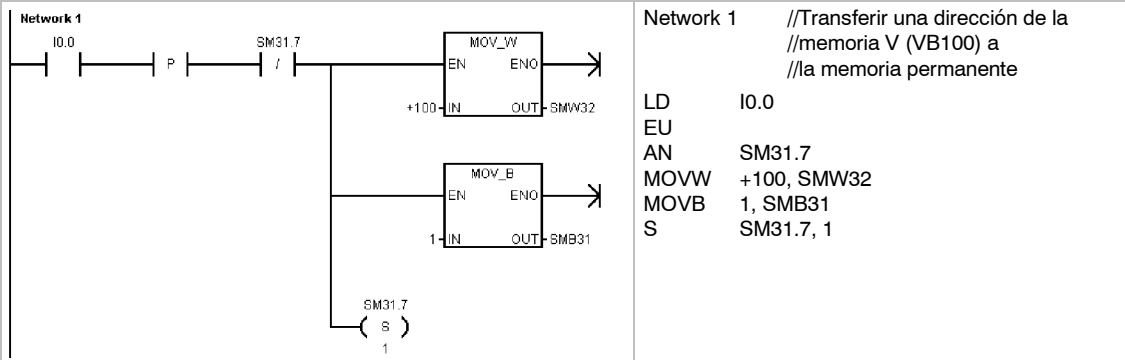 Network 1
I0.0
P
SM31.7
/
MOV_W
EN ENO
+100 IN OUT SMW32
MOV_B
EN ENO
1 IN OUT SMB31
SM31.7
S
1
Network 1 //Transferir una dirección de la
//memoria V (VB100) a
//la memoria permanente
LD I0.0
EU
AN SM31.7
MOVW +100, SMW32
MOVB 1, SMB31
S SM31.7, 1